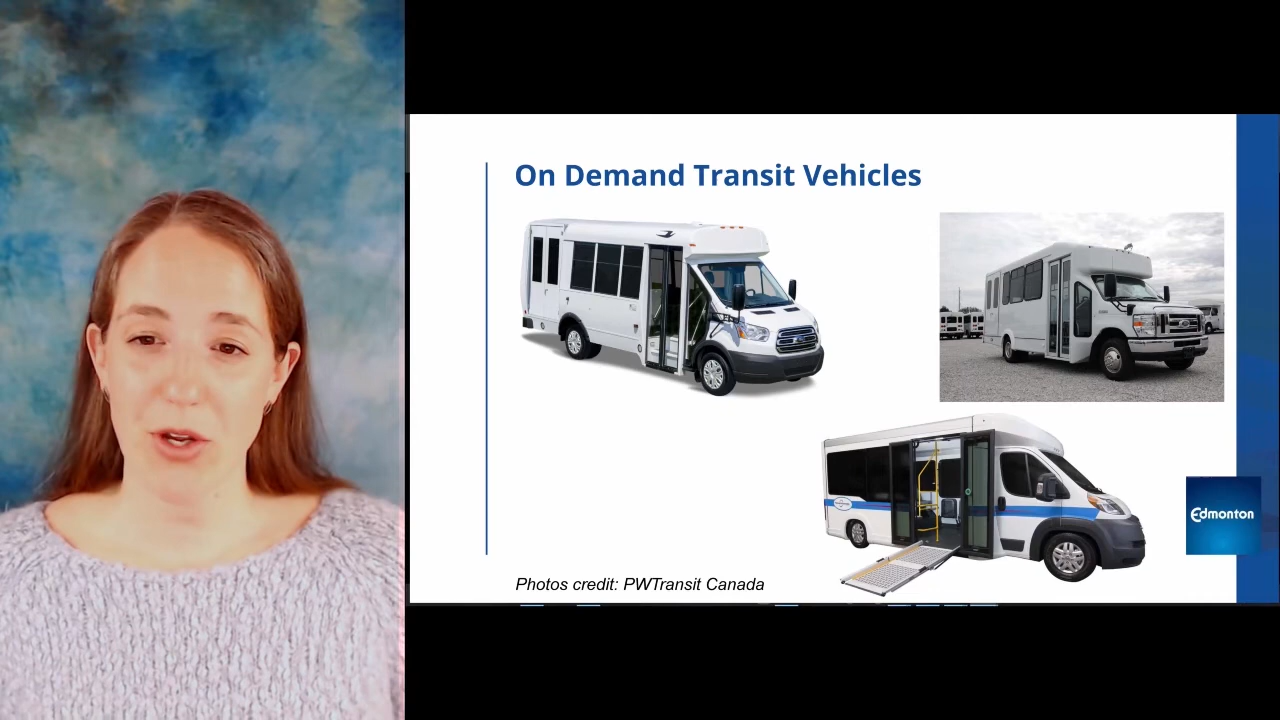 On Demand Transit Vehicles
Edmonton
Photos credit: PWTransit Canada